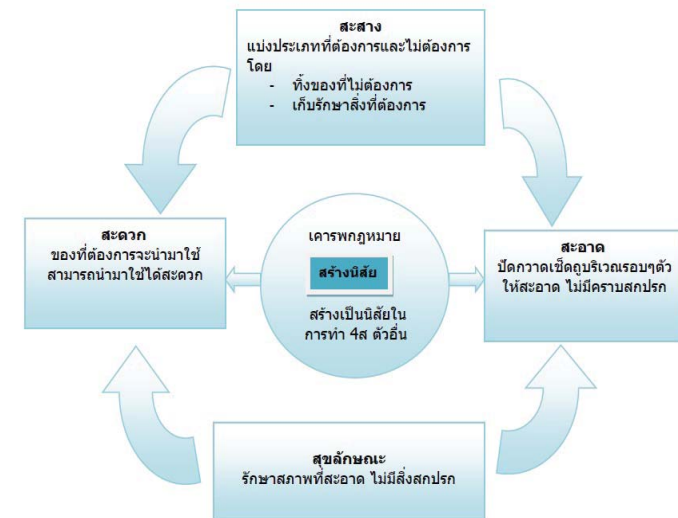 สะสาง
แบ่งประเภทที่ต้องการและไม่ต้องการ
โดย
- ทิ้งของที่ไม่ต้องการ
- เก็บรักษาสิ่งที่ต้องการ
สะดวก
ของที่ต้องการจะนำมาใช้
สามารถนำมาใช้ได้สะดวก
เคารพกฎหมาย
สร้างนิสัย
สร้างเป็นนิสัยใน
การทำ 4ส ตัวอื่น
สะอาด
ปัดกวาดเช็ดถูบริเวณรอบๆตัว
ให้สะอาด ไม่มีคราบสกปรก
สุขลักษณะ
รักษาสภาพที่สะอาด ไม่มีสิ่งสกปรก